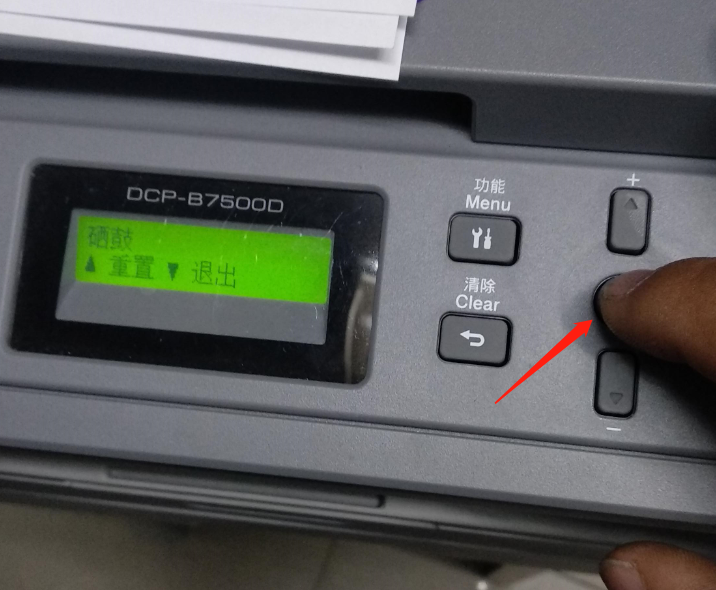 DCP-B7500D
硒鼓
▲ 重置 ▼ 退出
功能
Menu
清除
Clear
+
−